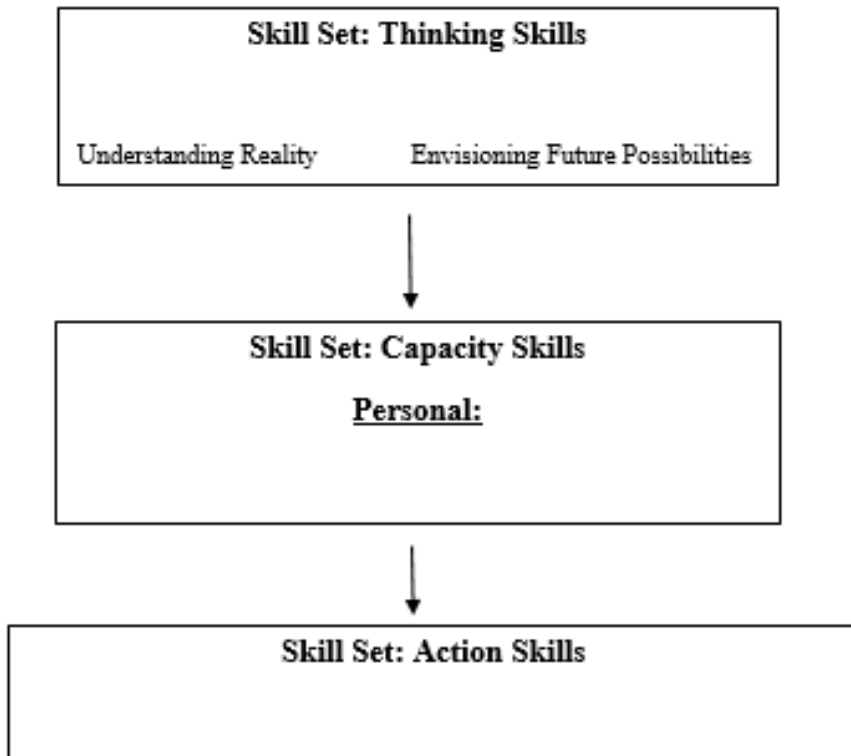 Skill Set: Thinking Skills
Understanding Reality Envisioning Future Possibilities
Skill Set: Capacity Skills
Personal:
Skill Set: Action Skills